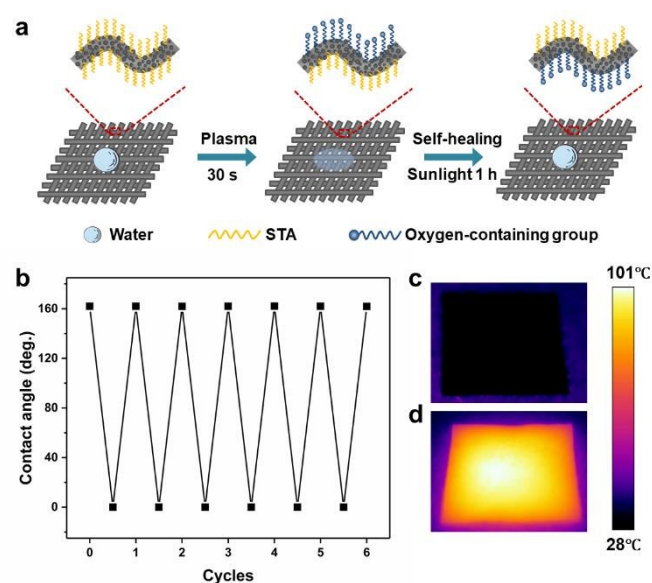 a
Plasma
30 s
Self-healing
Sunlight 1 h
Water
STA
Oxygen-containing group
b
Contact angle (deg.)
160
120
80
40
0
0 1 2 3 4 5 6
Cycles
c
d
101℃
28℃